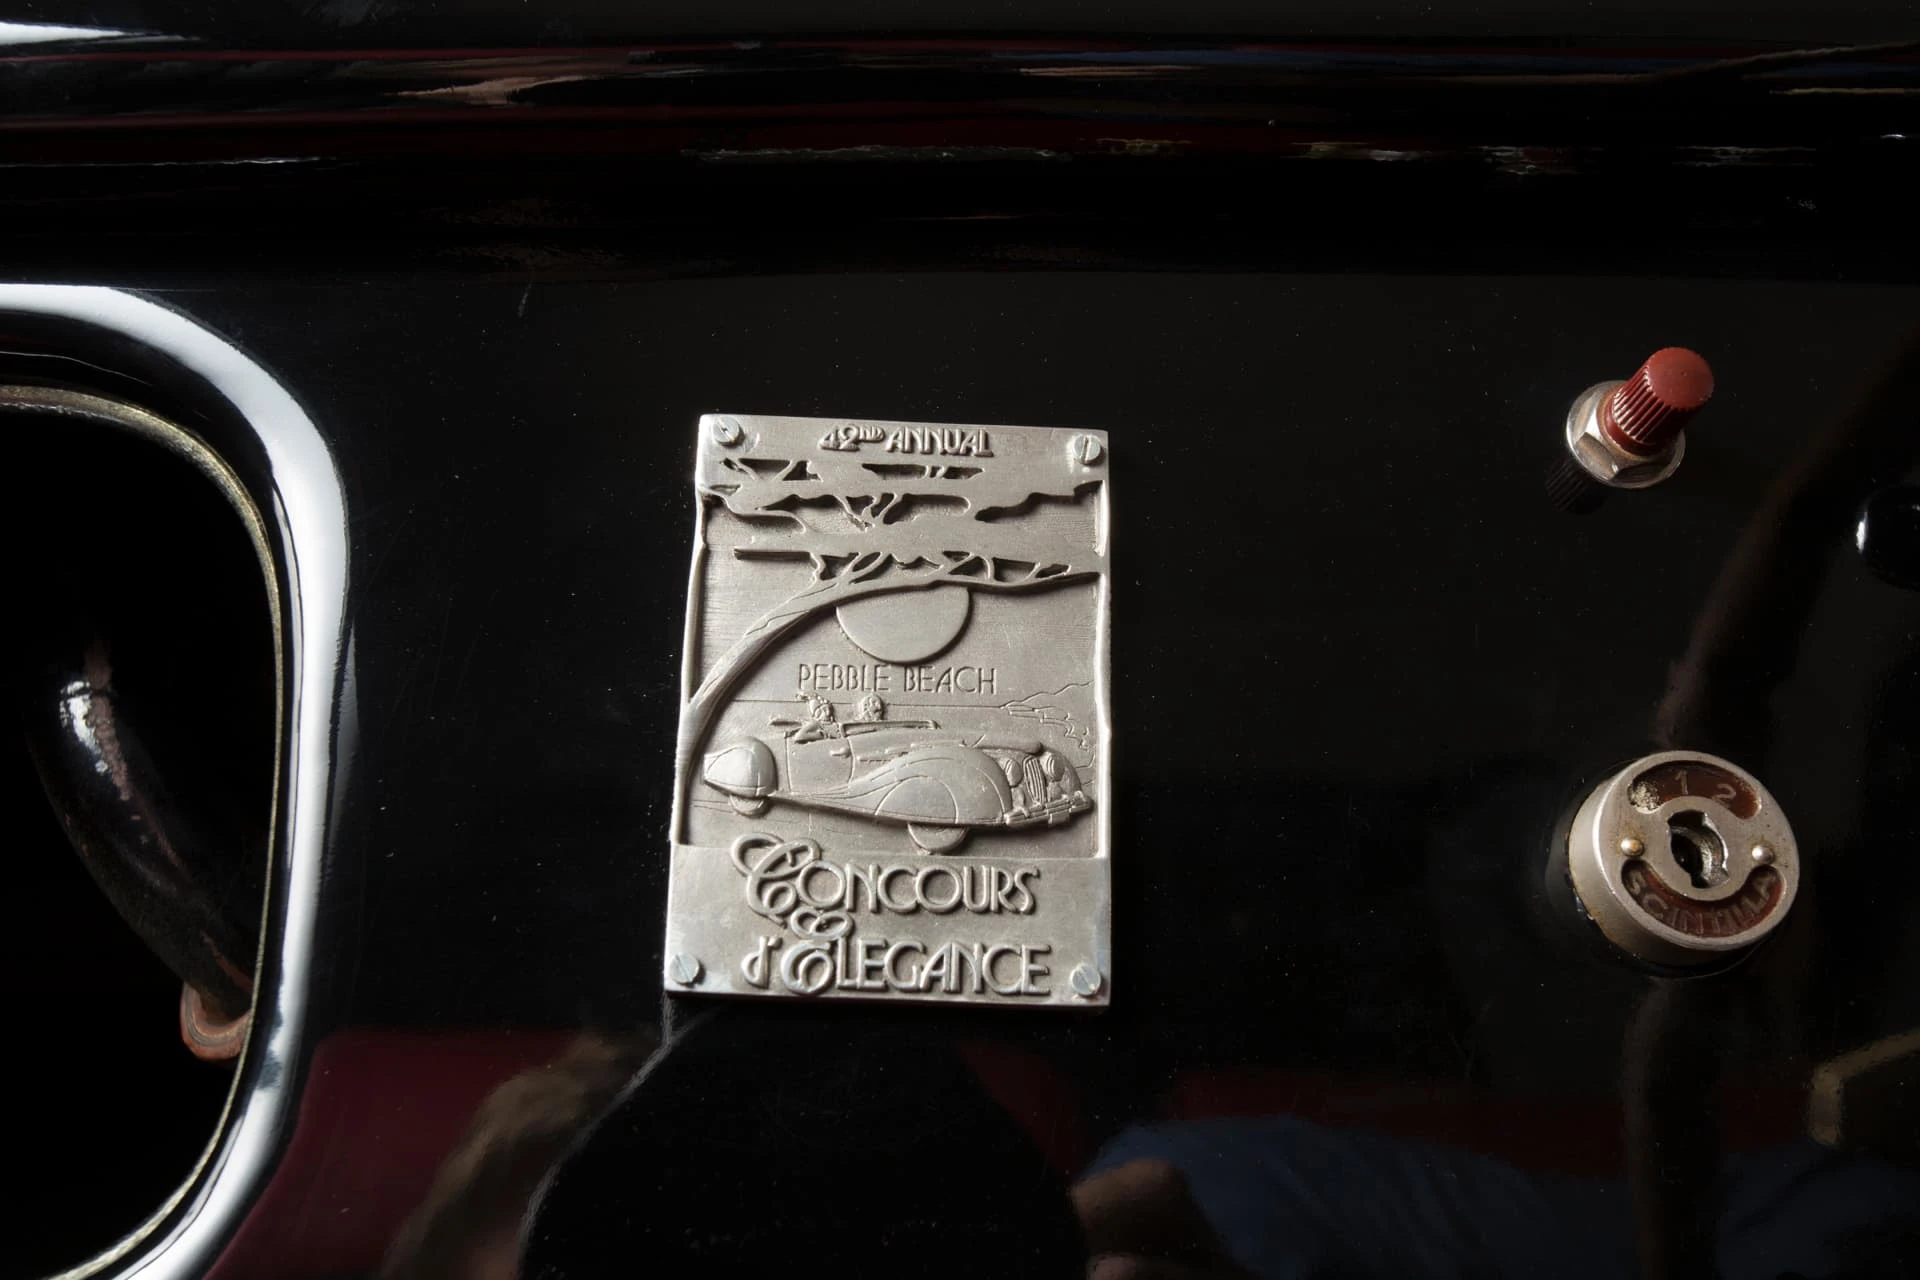 42ND ANNUAL
PEBBLE BEACH
CONCOURS
d'ELEGANCE
1 2
SCINTILLA